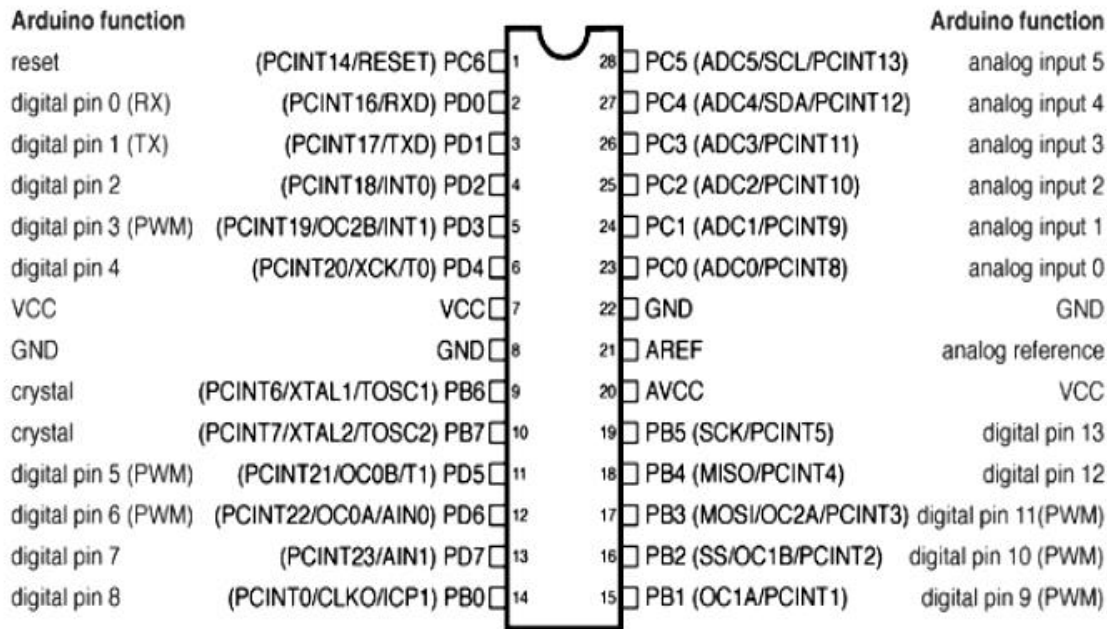 Arduino function Arduino function
reset (PCINT14/RESET) PC6 1 28 PC5 (ADC5/SCL/PCINT13) analog input 5
digital pin 0 (RX) (PCINT16/RXD) PD0 2 27 PC4 (ADC4/SDA/PCINT12) analog input 4
digital pin 1 (TX) (PCINT17/TXD) PD1 3 26 PC3 (ADC3/PCINT11) analog input 3
digital pin 2 (PCINT18/INT0) PD2 4 25 PC2 (ADC2/PCINT10) analog input 2
digital pin 3 (PWM) (PCINT19/OC2B/INT1) PD3 5 24 PC1 (ADC1/PCINT9) analog input 1
digital pin 4 (PCINT20/XCK/T0) PD4 6 23 PC0 (ADC0/PCINT8) analog input 0
VCC VCC 7 22 GND GND
GND GND 8 21 AREF analog reference
crystal (PCINT6/XTAL1/TOSC1) PB6 9 20 AVCC VCC
crystal (PCINT7/XTAL2/TOSC2) PB7 10 19 PB5 (SCK/PCINT5) digital pin 13
digital pin 5 (PWM) (PCINT21/OC0B/T1) PD5 11 18 PB4 (MISO/PCINT4) digital pin 12
digital pin 6 (PWM) (PCINT22/OC0A/AIN0) PD6 12 17 PB3 (MOSI/OC2A/PCINT3) digital pin 11(PWM)
digital pin 7 (PCINT23/AIN1) PD7 13 16 PB2 (SS/OC1B/PCINT2) digital pin 10 (PWM)
digital pin 8 (PCINT0/CLKO/ICP1) PB0 14 15 PB1 (OC1A/PCINT1) digital pin 9 (PWM)